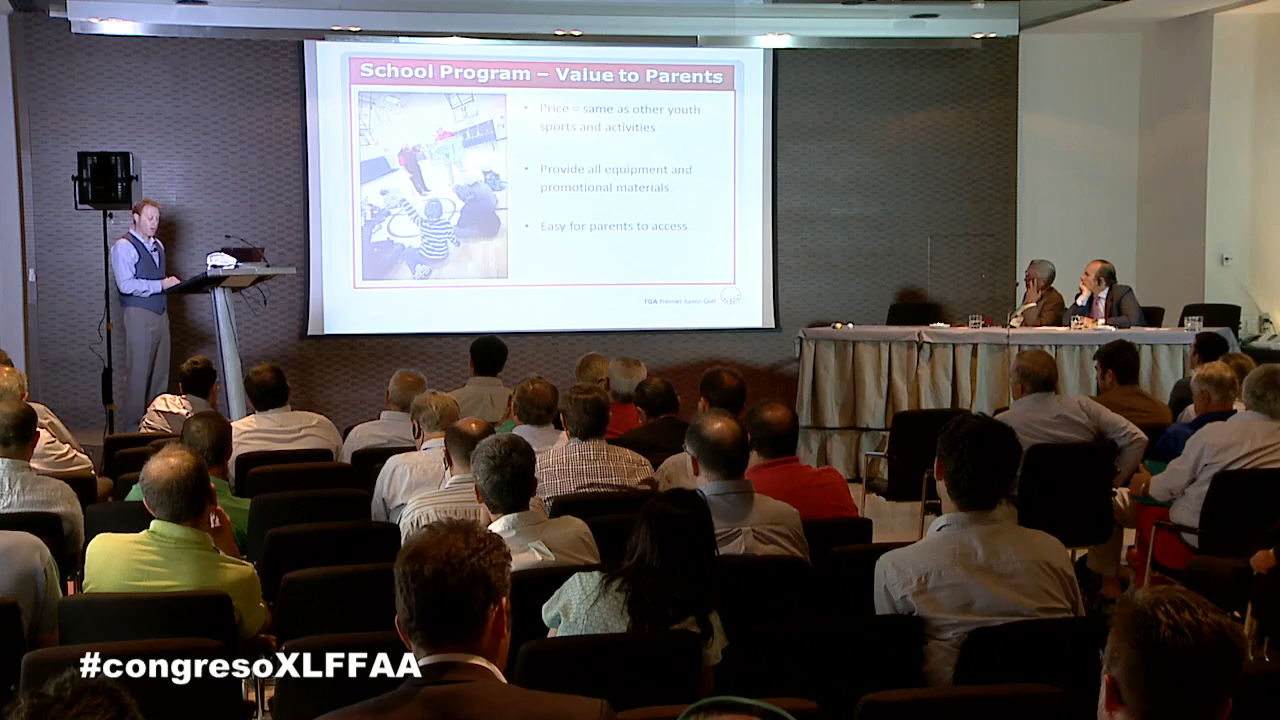 School Program – Value to Parents
• Price = same as other youth
sports and activities
• Provide all equipment and
promotional materials
• Easy for parents to access
TGA Premier Junior Golf
#congresoXLFFAA